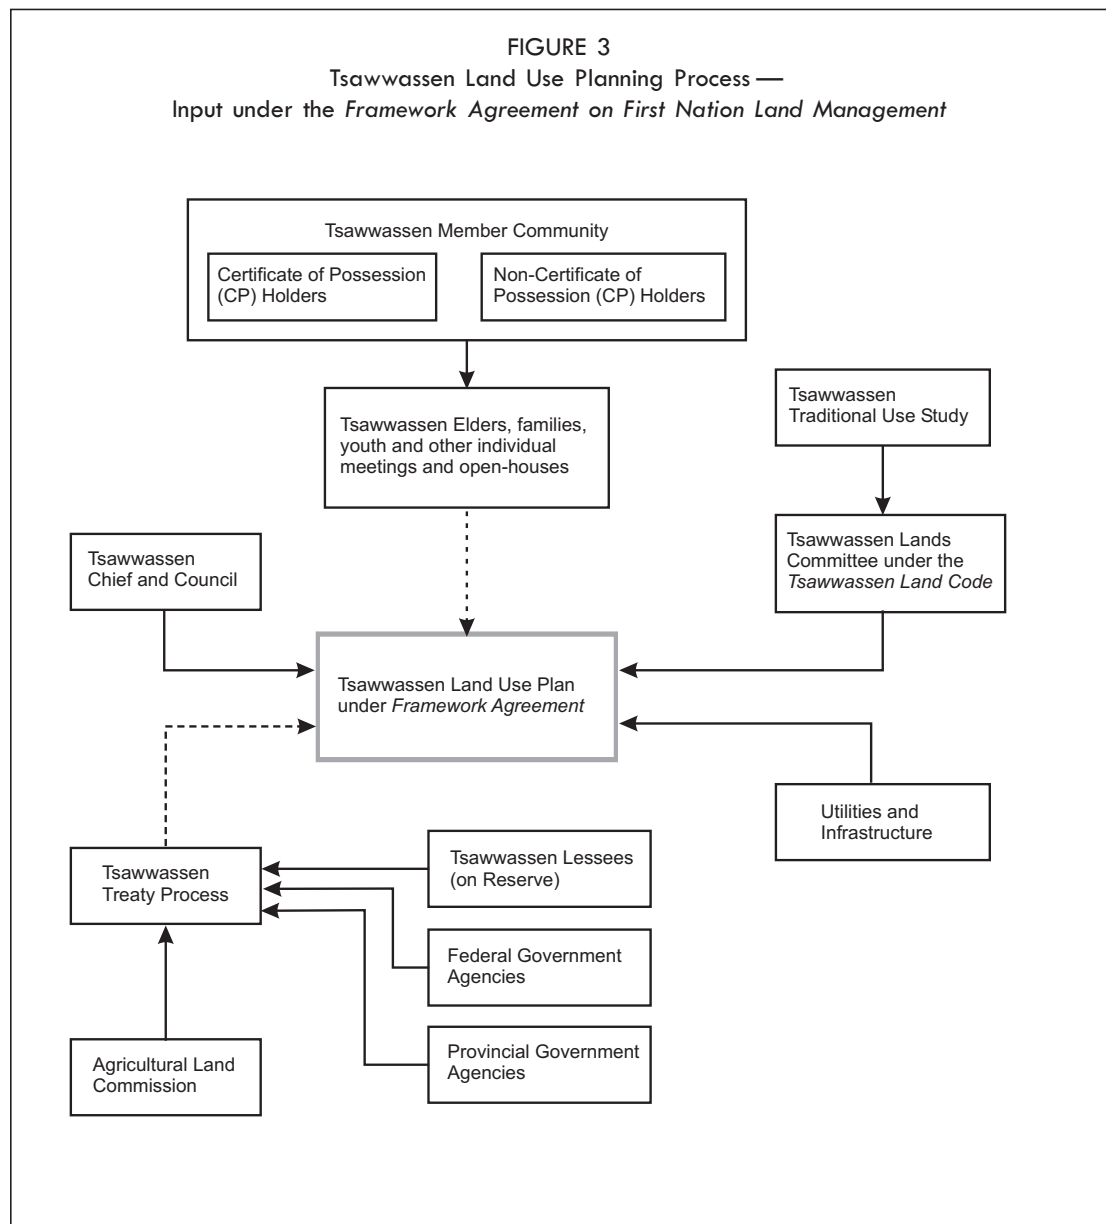 FIGURE 3
Tsawwassen Land Use Planning Process —
Input under the Framework Agreement on First Nation Land Management
Tsawwassen Member Community
Certificate of Possession
(CP) Holders
Non-Certificate of
Possession (CP) Holders
Tsawwassen Elders, families,
youth and other individual
meetings and open-houses
Tsawwassen
Traditional Use Study
Tsawwassen
Chief and Council
Tsawwassen Lands
Committee under the
Tsawwassen Land Code
Tsawwassen Land Use Plan
under Framework Agreement
Utilities and
Infrastructure
Tsawwassen
Treaty Process
Tsawwassen Lessees
(on Reserve)
Federal Government
Agencies
Provincial Government
Agencies
Agricultural Land
Commission